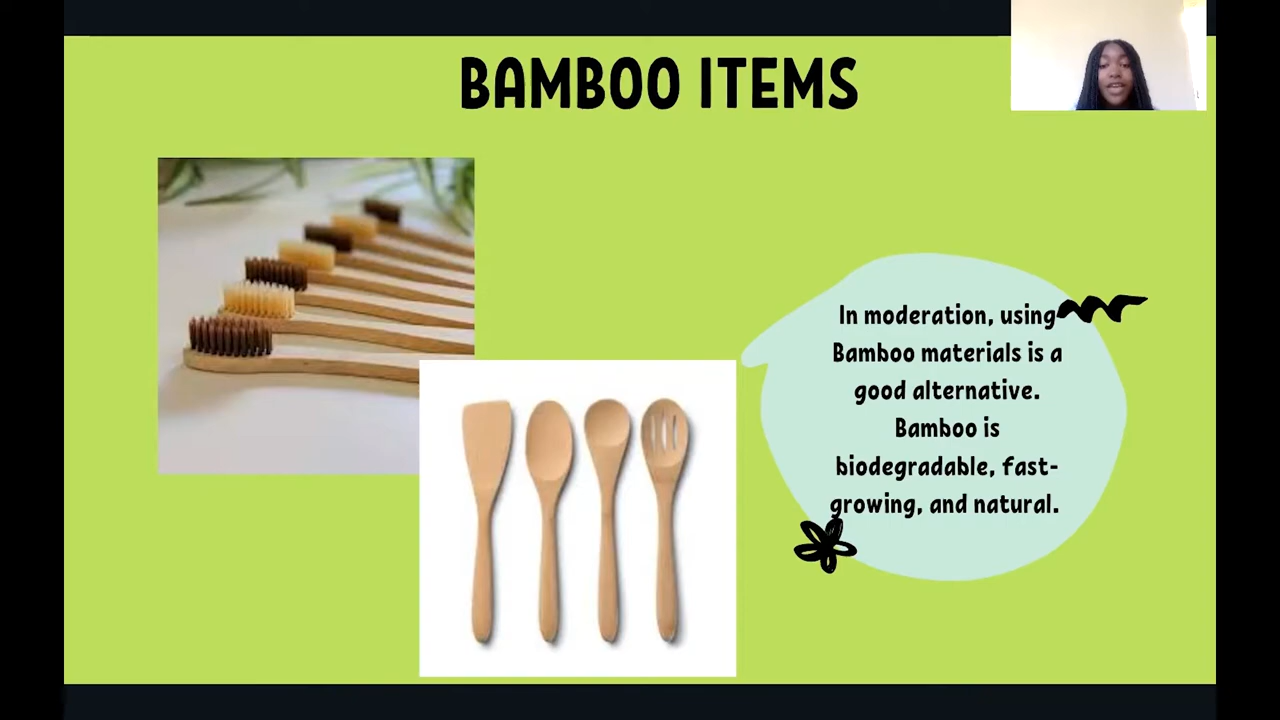 BAMBOO ITEMS
In moderation, using
Bamboo materials is a
good alternative.
Bamboo is
biodegradable, fast-
growing, and natural.